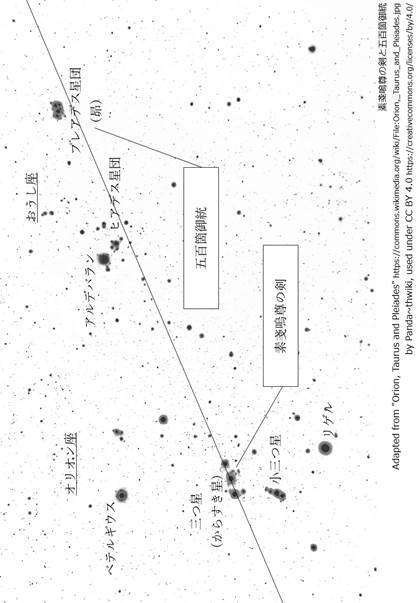 おうし座
プレアデス星団
(昴)
ヒアデス星団
アルデバラン
オリオン座
ベテルギウス
五百箇御統
三つ星
(からすき星)
素戔嗚尊の剣
小三つ星
リゲル
素戔嗚尊の剣と五百箇御統
Adapted from "Orion, Taurus and Pleiades" https://commons.wikimedia.org/wiki/File:Orion,_Taurus_and_Pleiades.jpg
by Panda~thwiki, used under CC BY 4.0 https://creativecommons.org/licenses/by/4.0/